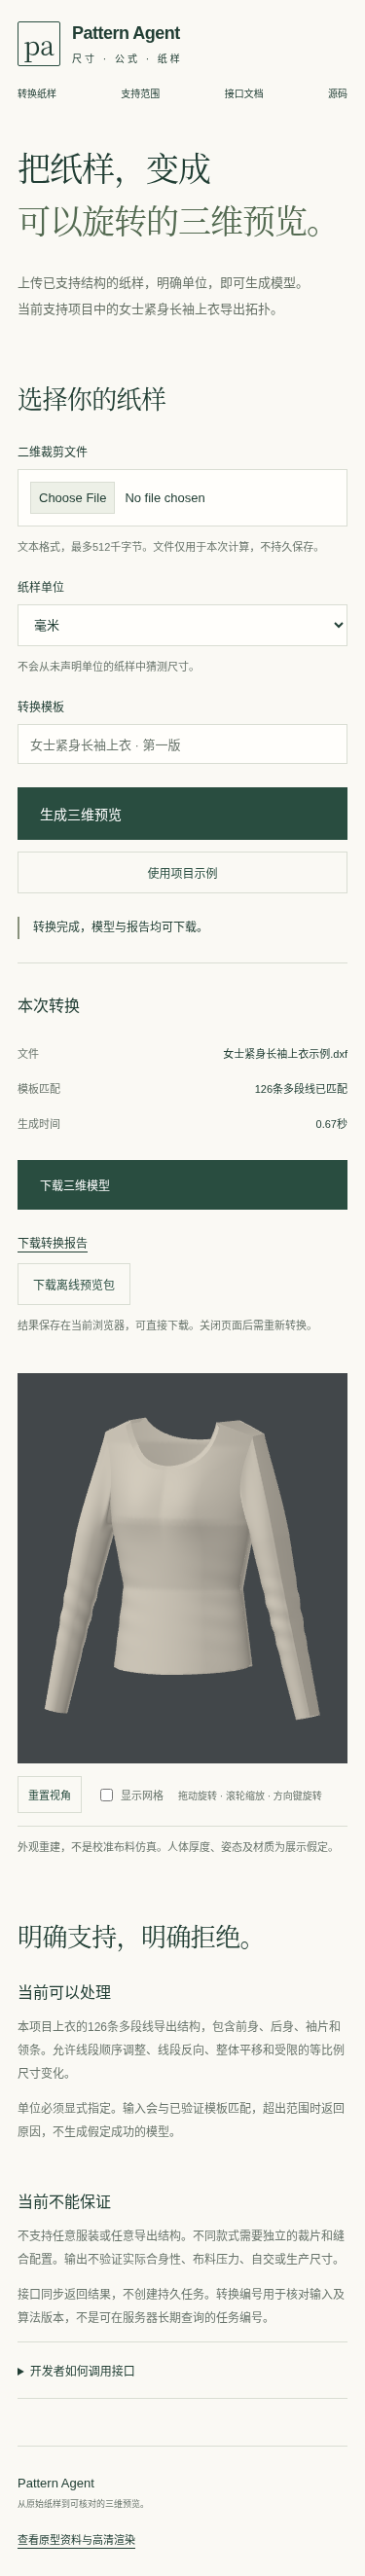 pa
Pattern Agent
尺寸 · 公式 · 纸样
转换纸样 支持范围 接口文档 源码
把纸样，变成
可以旋转的三维预览。
上传已支持结构的纸样，明确单位，即可生成模型。
当前支持项目中的女士紧身长袖上衣导出拓扑。
选择你的纸样
二维裁剪文件
Choose File No file chosen
文本格式，最多512千字节。文件仅用于本次计算，不持久保存。
纸样单位
毫米
不会从未声明单位的纸样中猜测尺寸。
转换模板
女士紧身长袖上衣 · 第一版
生成三维预览
使用项目示例
转换完成，模型与报告均可下载。
本次转换
文件 女士紧身长袖上衣示例.dxf
模板匹配 126条多段线已匹配
生成时间 0.67秒
下载三维模型
下载转换报告
下载离线预览包
结果保存在当前浏览器，可直接下载。关闭页面后需重新转换。
重置视角 显示网格 拖动旋转 · 滚轮缩放 · 方向键旋转
外观重建，不是校准布料仿真。人体厚度、姿态及材质为展示假定。
明确支持，明确拒绝。
当前可以处理
本项目上衣的126条多段线导出结构，包含前身、后身、袖片和
领条。允许线段顺序调整、线段反向、整体平移和受限的等比例
尺寸变化。
单位必须显式指定。输入会与已验证模板匹配，超出范围时返回
原因，不生成假定成功的模型。
当前不能保证
不支持任意服装或任意导出结构。不同款式需要独立的裁片和缝
合配置。输出不验证实际合身性、布料压力、自交或生产尺寸。
接口同步返回结果，不创建持久任务。转换编号用于核对输入及
算法版本，不是可在服务器长期查询的任务编号。
开发者如何调用接口
Pattern Agent
从原始纸样到可核对的三维预览。
查看原型资料与高清渲染